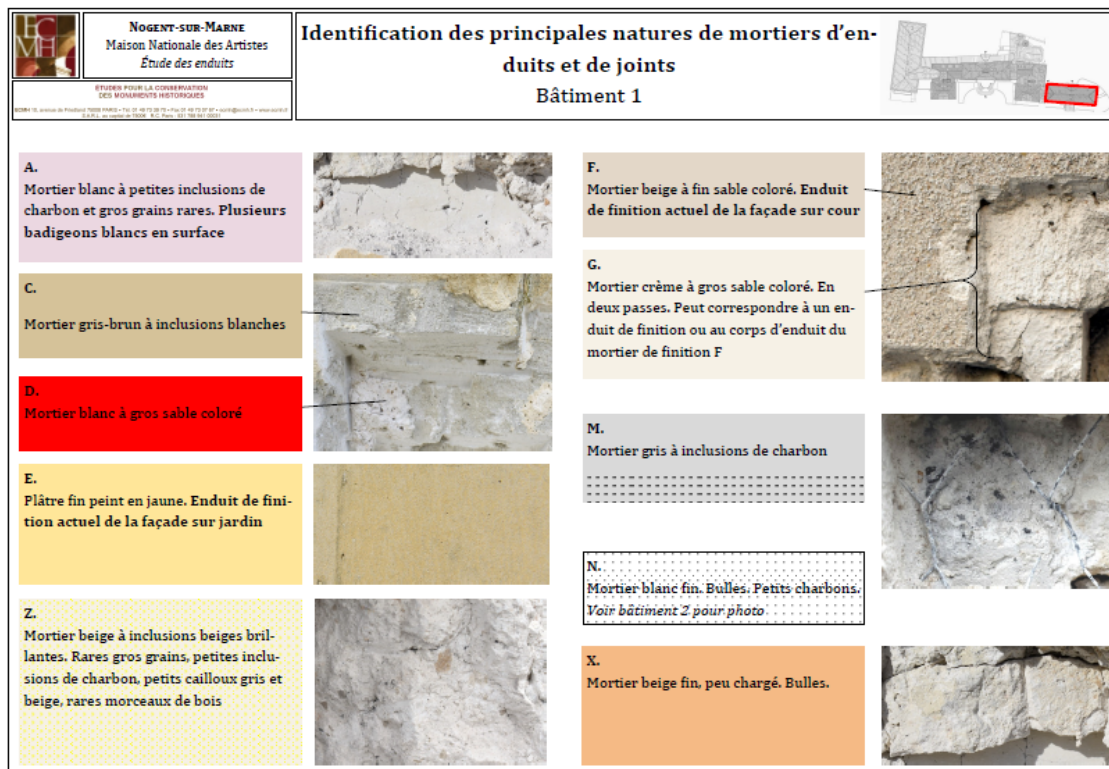 ECMH
NOGENT-SUR-MARNE
Maison Nationale des Artistes
Étude des enduits
ÉTUDES POUR LA CONSERVATION
DES MONUMENTS HISTORIQUES
Identification des principales natures de mortiers d'en-
duits et de joints
Bâtiment 1
A.
Mortier blanc à petites inclusions de
charbon et gros grains rares. Plusieurs
badigeons blancs en surface
C.
Mortier gris-brun à inclusions blanches
D.
Mortier blanc à gros sable coloré
E.
Plâtre fin peint en jaune. Enduit de fini-
tion actuel de la façade sur jardin
Z.
Mortier beige à inclusions beiges bril-
lantes. Rares gros grains, petites inclu-
sions de charbon, petits cailloux gris et
beige, rares morceaux de bois
F.
Mortier beige à fin sable coloré. Enduit
de finition actuel de la façade sur cour
G.
Mortier crème à gros sable coloré. En
deux passes. Peut correspondre à un en-
duit de finition ou au corps d'enduit du
mortier de finition F
M.
Mortier gris à inclusions de charbon
N.
Mortier blanc fin. Bulles. Petits charbons.
Voir bâtiment 2 pour photo
X.
Mortier beige fin, peu chargé. Bulles.